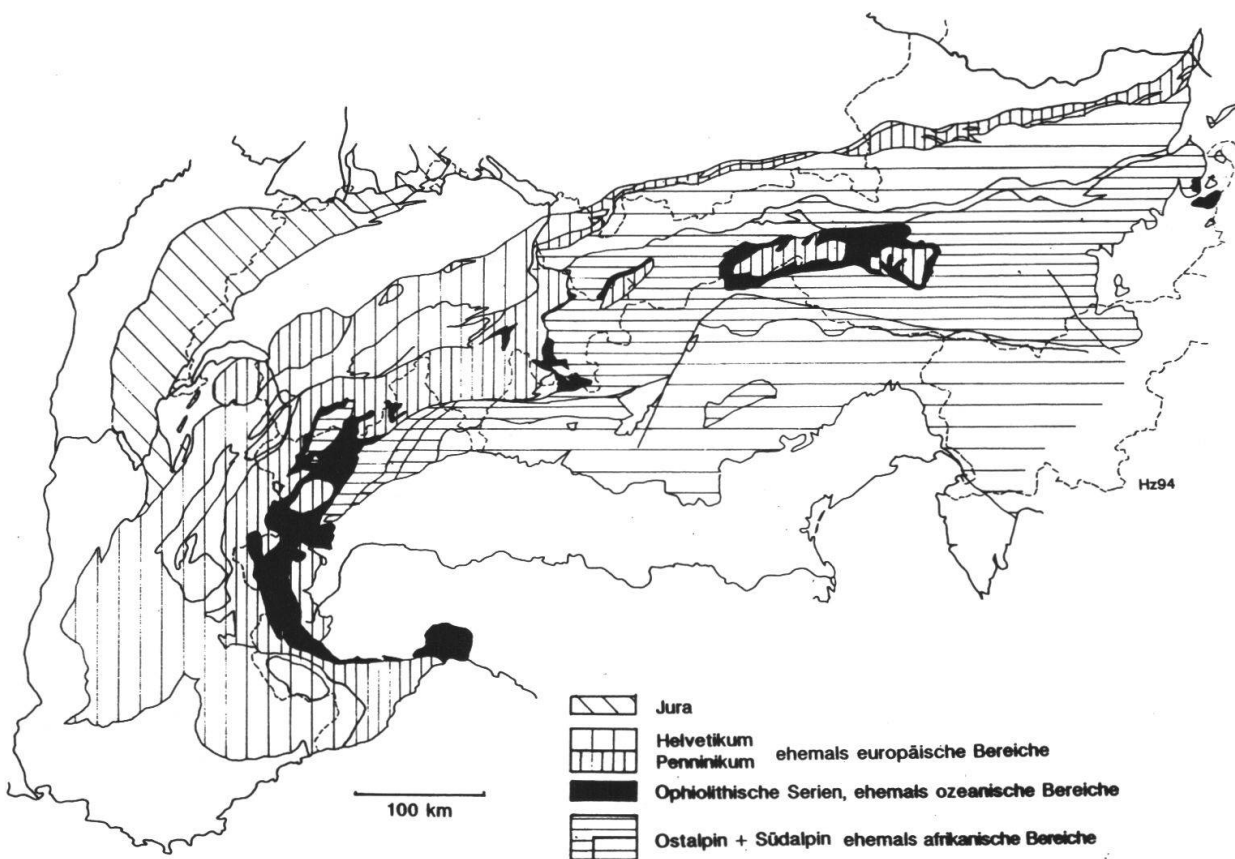 Hz94
Jura
Helvetikum
Penninikum
ehemals europäische Bereiche
Ophiolithische Serien, ehemals ozeanische Bereiche
100 km
Ostalpin + Südalpin ehemals afrikanische Bereiche